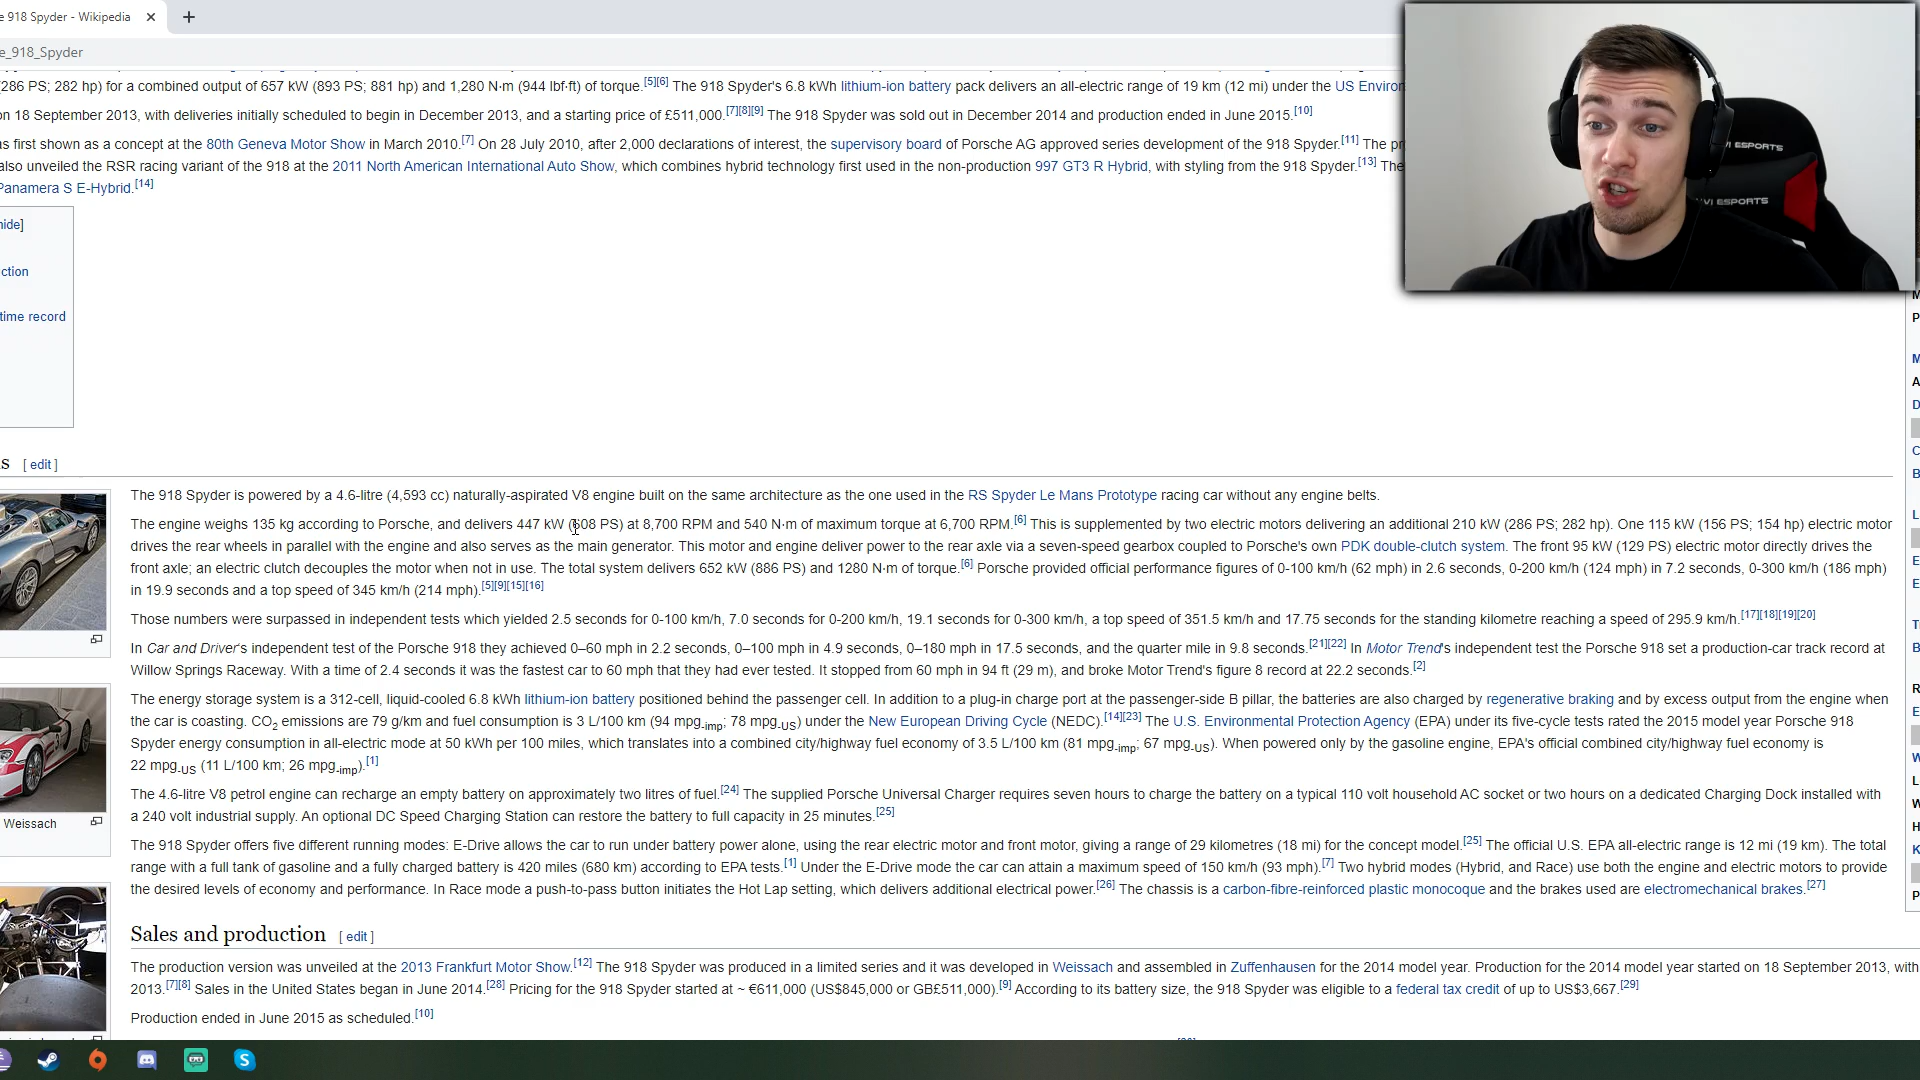 e 918 Spyder - Wikipedia
e_918_Spyder
(286 PS; 282 hp) for a combined output of 657 kW (893 PS; 881 hp) and 1,280 N·m (944 lbf·ft) of torque.[5][6] The 918 Spyder's 6.8 kWh lithium-ion battery pack delivers an all-electric range of 19 km (12 mi) under the US Environ
on 18 September 2013, with deliveries initially scheduled to begin in December 2013, and a starting price of £511,000.[7][8][9] The 918 Spyder was sold out in December 2014 and production ended in June 2015.[10]
as first shown as a concept at the 80th Geneva Motor Show in March 2010.[7] On 28 July 2010, after 2,000 declarations of interest, the supervisory board of Porsche AG approved series development of the 918 Spyder.[11] The pr
also unveiled the RSR racing variant of the 918 at the 2011 North American International Auto Show, which combines hybrid technology first used in the non-production 997 GT3 R Hybrid, with styling from the 918 Spyder.[13] The
Panamera S E-Hybrid.[14]
VI ESPORTS
VI ESPORTS
hide]
ction
time record
s [ edit ]
The 918 Spyder is powered by a 4.6-litre (4,593 cc) naturally-aspirated V8 engine built on the same architecture as the one used in the RS Spyder Le Mans Prototype racing car without any engine belts.
The engine weighs 135 kg according to Porsche, and delivers 447 kW (608 PS) at 8,700 RPM and 540 N·m of maximum torque at 6,700 RPM.[6] This is supplemented by two electric motors delivering an additional 210 kW (286 PS; 282 hp). One 115 kW (156 PS; 154 hp) electric motor
drives the rear wheels in parallel with the engine and also serves as the main generator. This motor and engine deliver power to the rear axle via a seven-speed gearbox coupled to Porsche's own PDK double-clutch system. The front 95 kW (129 PS) electric motor directly drives the
front axle; an electric clutch decouples the motor when not in use. The total system delivers 652 kW (886 PS) and 1280 N·m of torque.[6] Porsche provided official performance figures of 0-100 km/h (62 mph) in 2.6 seconds, 0-200 km/h (124 mph) in 7.2 seconds, 0-300 km/h (186 mph)
in 19.9 seconds and a top speed of 345 km/h (214 mph).[5][9][15][16]
Those numbers were surpassed in independent tests which yielded 2.5 seconds for 0-100 km/h, 7.0 seconds for 0-200 km/h, 19.1 seconds for 0-300 km/h, a top speed of 351.5 km/h and 17.75 seconds for the standing kilometre reaching a speed of 295.9 km/h.[17][18][19][20]
In Car and Driver's independent test of the Porsche 918 they achieved 0–60 mph in 2.2 seconds, 0–100 mph in 4.9 seconds, 0–180 mph in 17.5 seconds, and the quarter mile in 9.8 seconds.[21][22] In Motor Trend's independent test the Porsche 918 set a production-car track record at
Willow Springs Raceway. With a time of 2.4 seconds it was the fastest car to 60 mph that they had ever tested. It stopped from 60 mph in 94 ft (29 m), and broke Motor Trend's figure 8 record at 22.2 seconds.[2]
The energy storage system is a 312-cell, liquid-cooled 6.8 kWh lithium-ion battery positioned behind the passenger cell. In addition to a plug-in charge port at the passenger-side B pillar, the batteries are also charged by regenerative braking and by excess output from the engine when
the car is coasting. CO2 emissions are 79 g/km and fuel consumption is 3 L/100 km (94 mpg-imp; 78 mpg-US) under the New European Driving Cycle (NEDC).[14][23] The U.S. Environmental Protection Agency (EPA) under its five-cycle tests rated the 2015 model year Porsche 918
Spyder energy consumption in all-electric mode at 50 kWh per 100 miles, which translates into a combined city/highway fuel economy of 3.5 L/100 km (81 mpg-imp; 67 mpg-US). When powered only by the gasoline engine, EPA's official combined city/highway fuel economy is
22 mpg-US (11 L/100 km; 26 mpg-imp).[1]
The 4.6-litre V8 petrol engine can recharge an empty battery on approximately two litres of fuel.[24] The supplied Porsche Universal Charger requires seven hours to charge the battery on a typical 110 volt household AC socket or two hours on a dedicated Charging Dock installed with
a 240 volt industrial supply. An optional DC Speed Charging Station can restore the battery to full capacity in 25 minutes.[25]
Weissach
The 918 Spyder offers five different running modes: E-Drive allows the car to run under battery power alone, using the rear electric motor and front motor, giving a range of 29 kilometres (18 mi) for the concept model.[25] The official U.S. EPA all-electric range is 12 mi (19 km). The total
range with a full tank of gasoline and a fully charged battery is 420 miles (680 km) according to EPA tests.[1] Under the E-Drive mode the car can attain a maximum speed of 150 km/h (93 mph).[7] Two hybrid modes (Hybrid, and Race) use both the engine and electric motors to provide
the desired levels of economy and performance. In Race mode a push-to-pass button initiates the Hot Lap setting, which delivers additional electrical power.[26] The chassis is a carbon-fibre-reinforced plastic monocoque and the brakes used are electromechanical brakes.[27]
Sales and production [ edit ]
The production version was unveiled at the 2013 Frankfurt Motor Show.[12] The 918 Spyder was produced in a limited series and it was developed in Weissach and assembled in Zuffenhausen for the 2014 model year. Production for the 2014 model year started on 18 September 2013, with
2013.[7][8] Sales in the United States began in June 2014.[28] Pricing for the 918 Spyder started at ~ €611,000 (US$845,000 or GB£511,000).[9] According to its battery size, the 918 Spyder was eligible to a federal tax credit of up to US$3,667.[29]
Production ended in June 2015 as scheduled.[10]